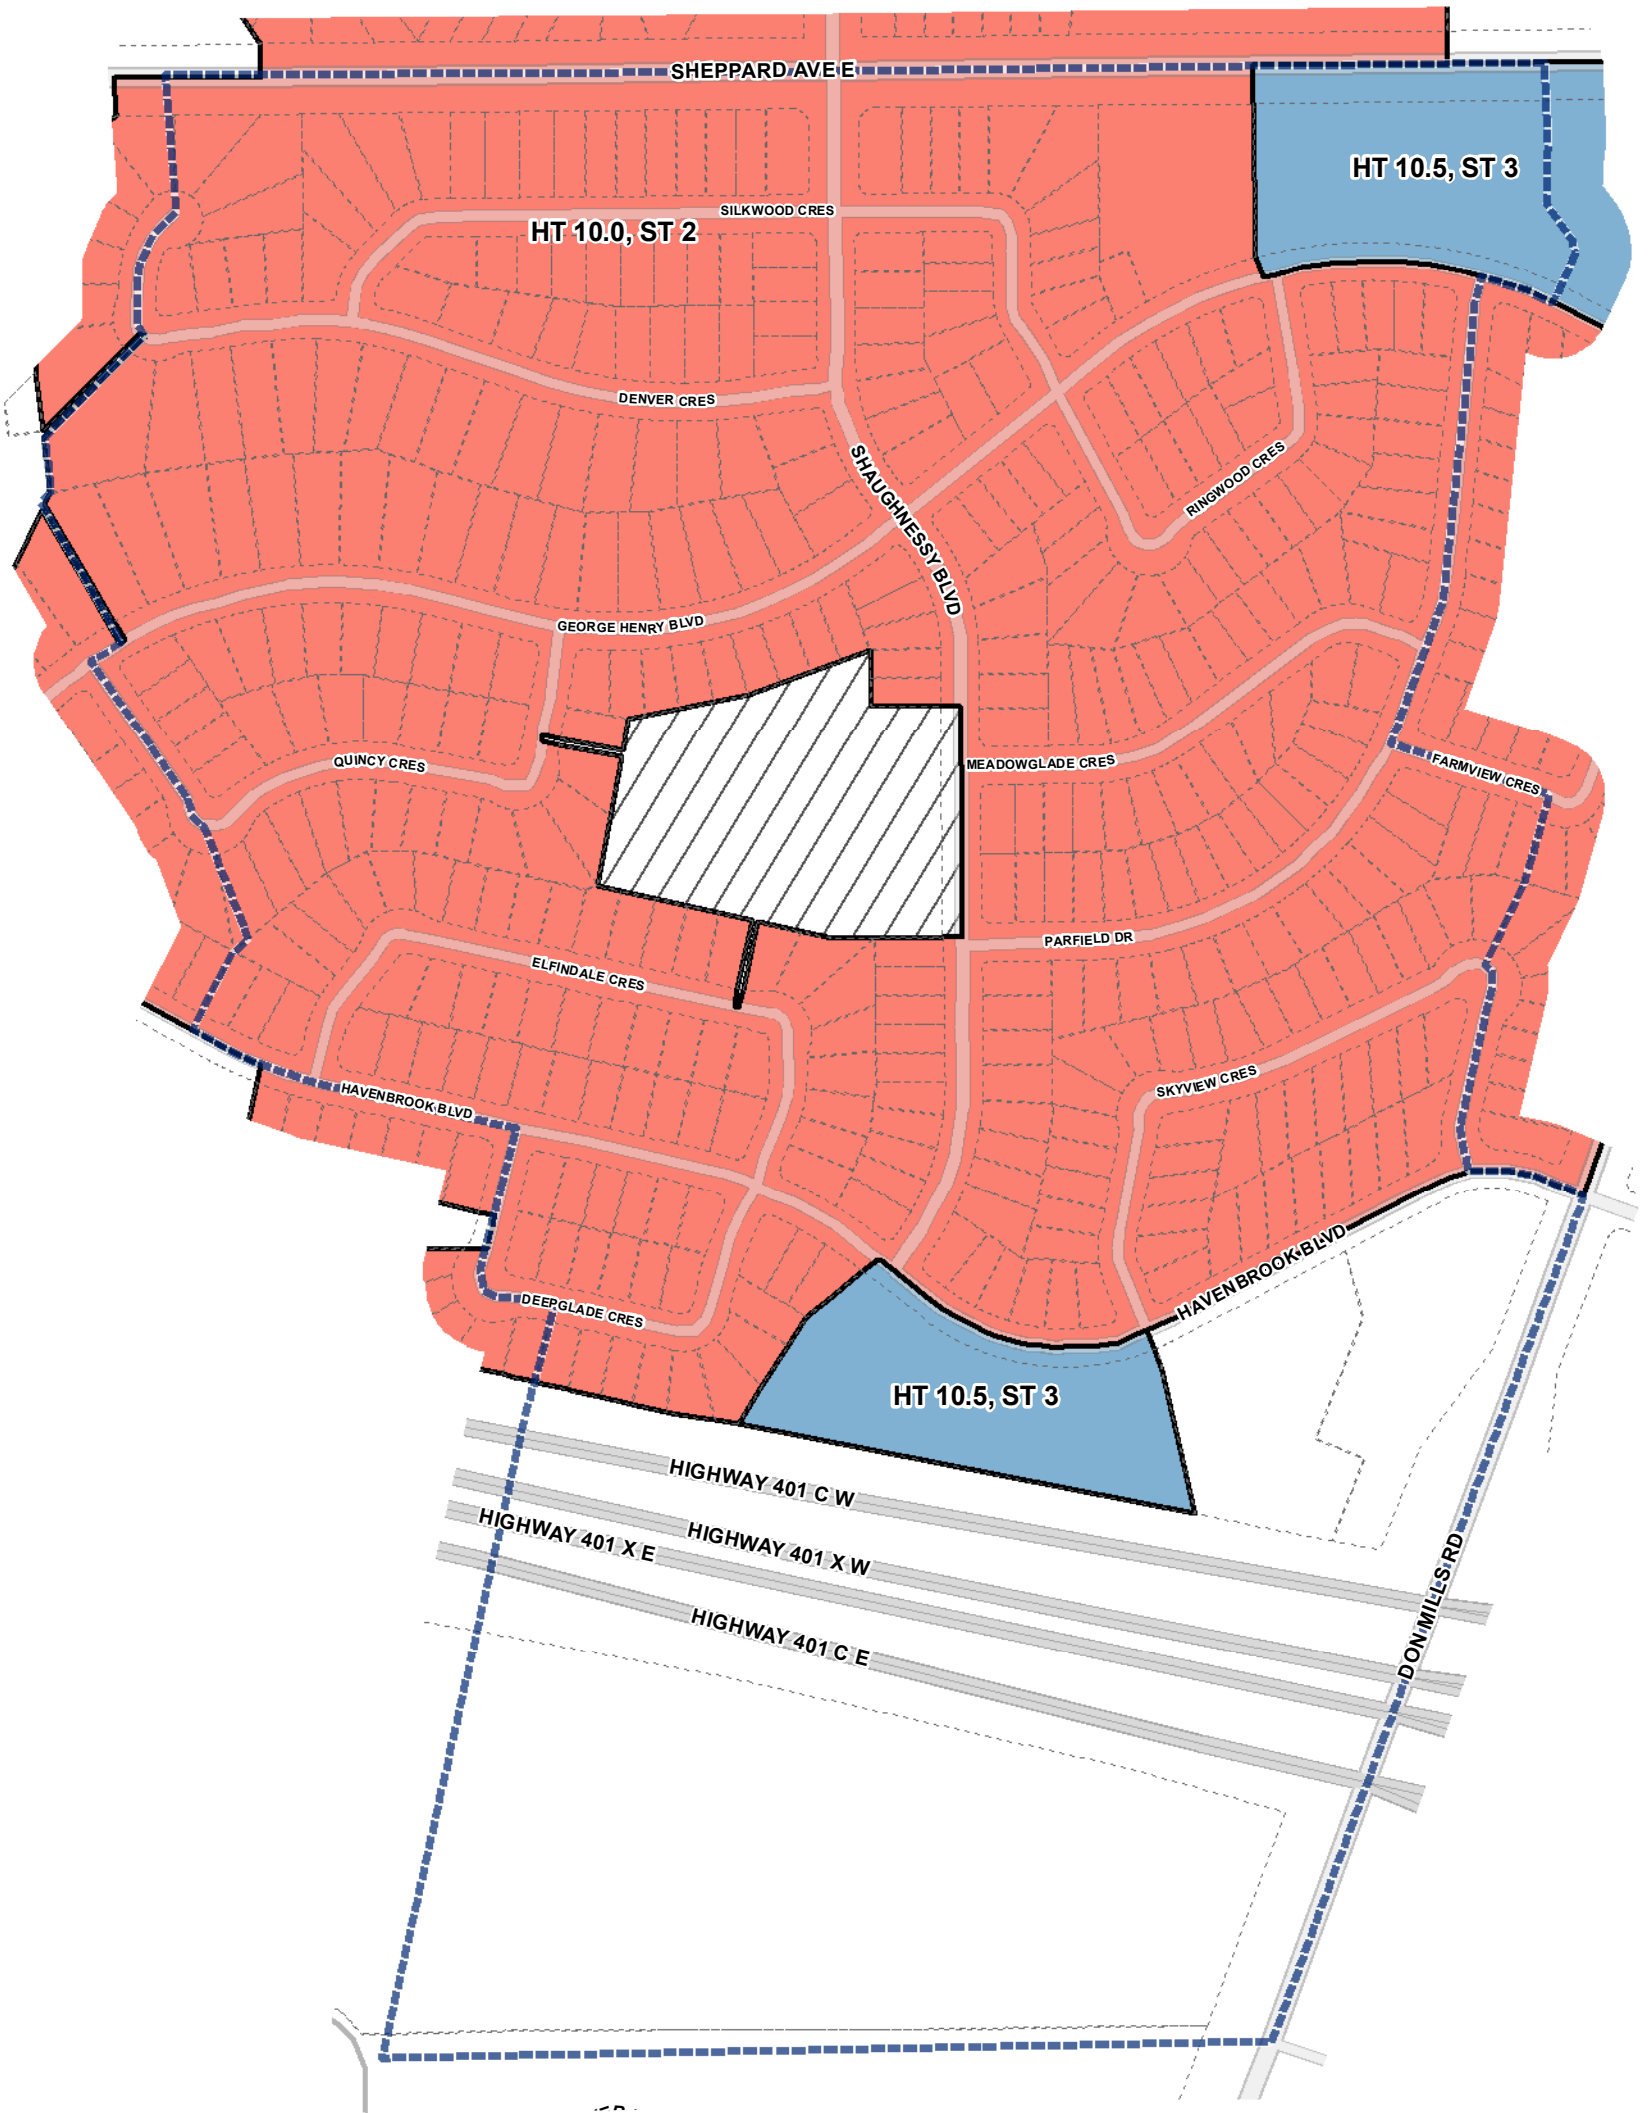 SHEPPARD AVE E
HT 10.5, ST 3
SILKWOOD CRES
HT 10.0, ST 2
DENVER CRES
SHAUGHNESSY BLVD
RINGWOOD CRES
GEORGE HENRY BLVD
QUINCY CRES
MEADOWGLADE CRES
FARMVIEW CRES
PARFIELD DR
ELFINDALE CRES
SKYVIEW CRES
HAVENBROOK BLVD
HAVENBROOK BLVD
DEEPGLADE CRES
HT 10.5, ST 3
HIGHWAY 401 C W
HIGHWAY 401 X W
HIGHWAY 401 X E
HIGHWAY 401 C E
DON MILLS RD